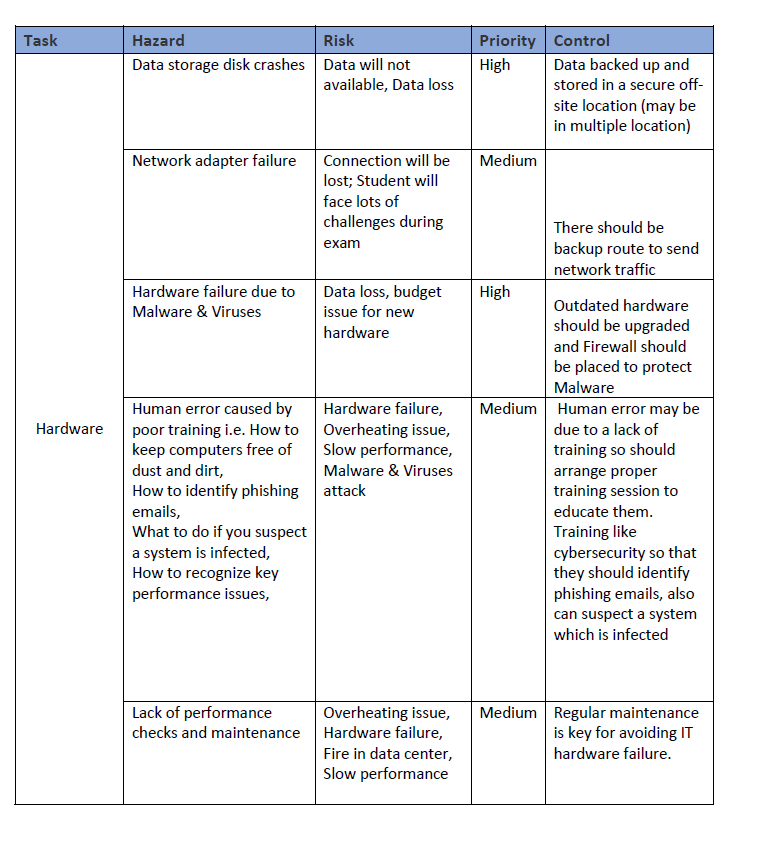 Task Hazard Risk Priority Control
Hardware
Data storage disk crashes
Data will not
available, Data loss
High
Data backed up and
stored in a secure off-
site location (may be
in multiple location)
Network adapter failure
Connection will be
lost; Student will
face lots of
challenges during
exam
Medium
There should be
backup route to send
network traffic
Hardware failure due to
Malware & Viruses
Data loss, budget
issue for new
hardware
High
Outdated hardware
should be upgraded
and Firewall should
be placed to protect
Malware
Human error caused by
poor training i.e. How to
keep computers free of
dust and dirt,
How to identify phishing
emails,
What to do if you suspect
a system is infected,
How to recognize key
performance issues,
Hardware failure,
Overheating issue,
Slow performance,
Malware & Viruses
attack
Medium
Human error may be
due to a lack of
training so should
arrange proper
training session to
educate them.
Training like
cybersecurity so that
they should identify
phishing emails, also
can suspect a system
which is infected
Lack of performance
checks and maintenance
Overheating issue,
Hardware failure,
Fire in data center,
Slow performance
Medium
Regular maintenance
is key for avoiding IT
hardware failure.